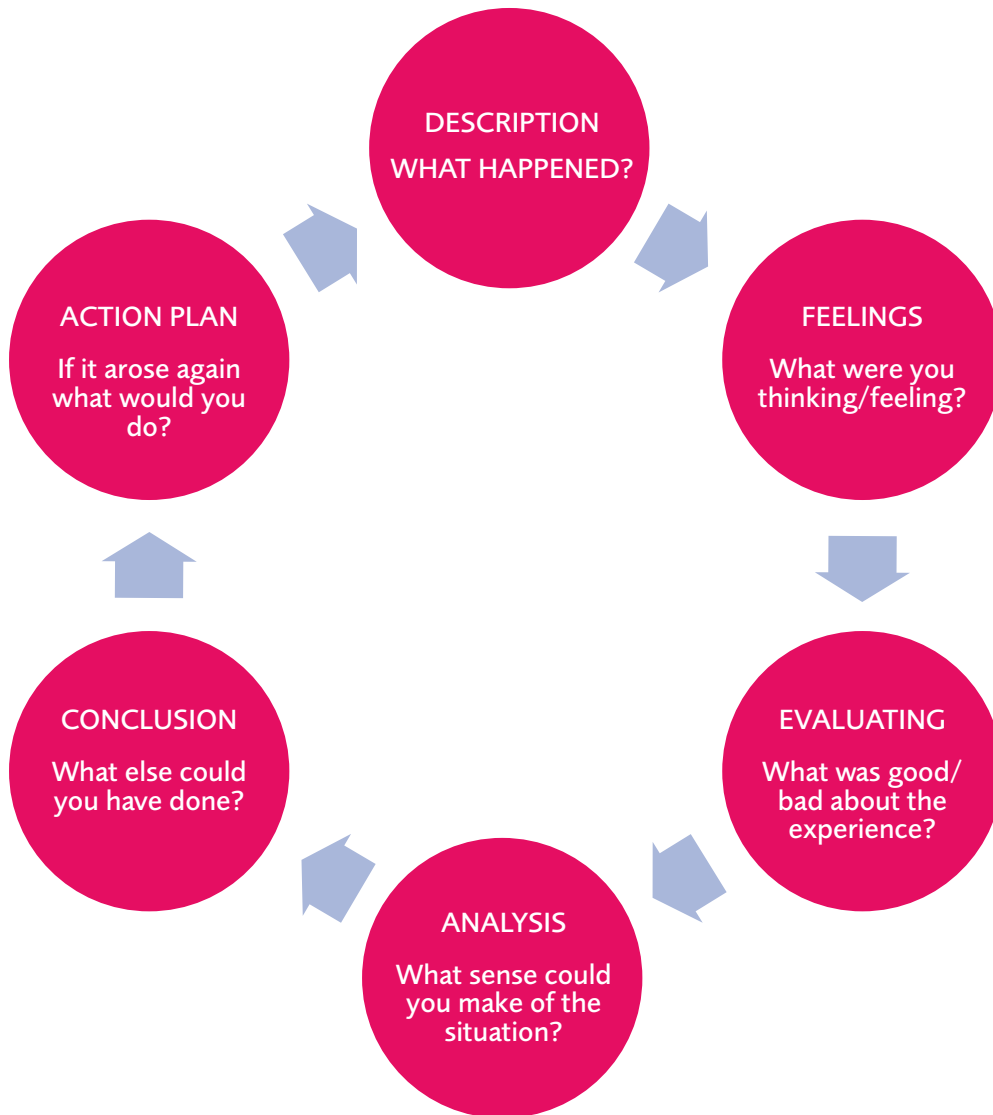 DESCRIPTION
WHAT HAPPENED?
FEELINGS
What were you
thinking/feeling?
EVALUATING
What was good/
bad about the
experience?
ANALYSIS
What sense could
you make of the
situation?
CONCLUSION
What else could
you have done?
ACTION PLAN
If it arose again
what would you
do?